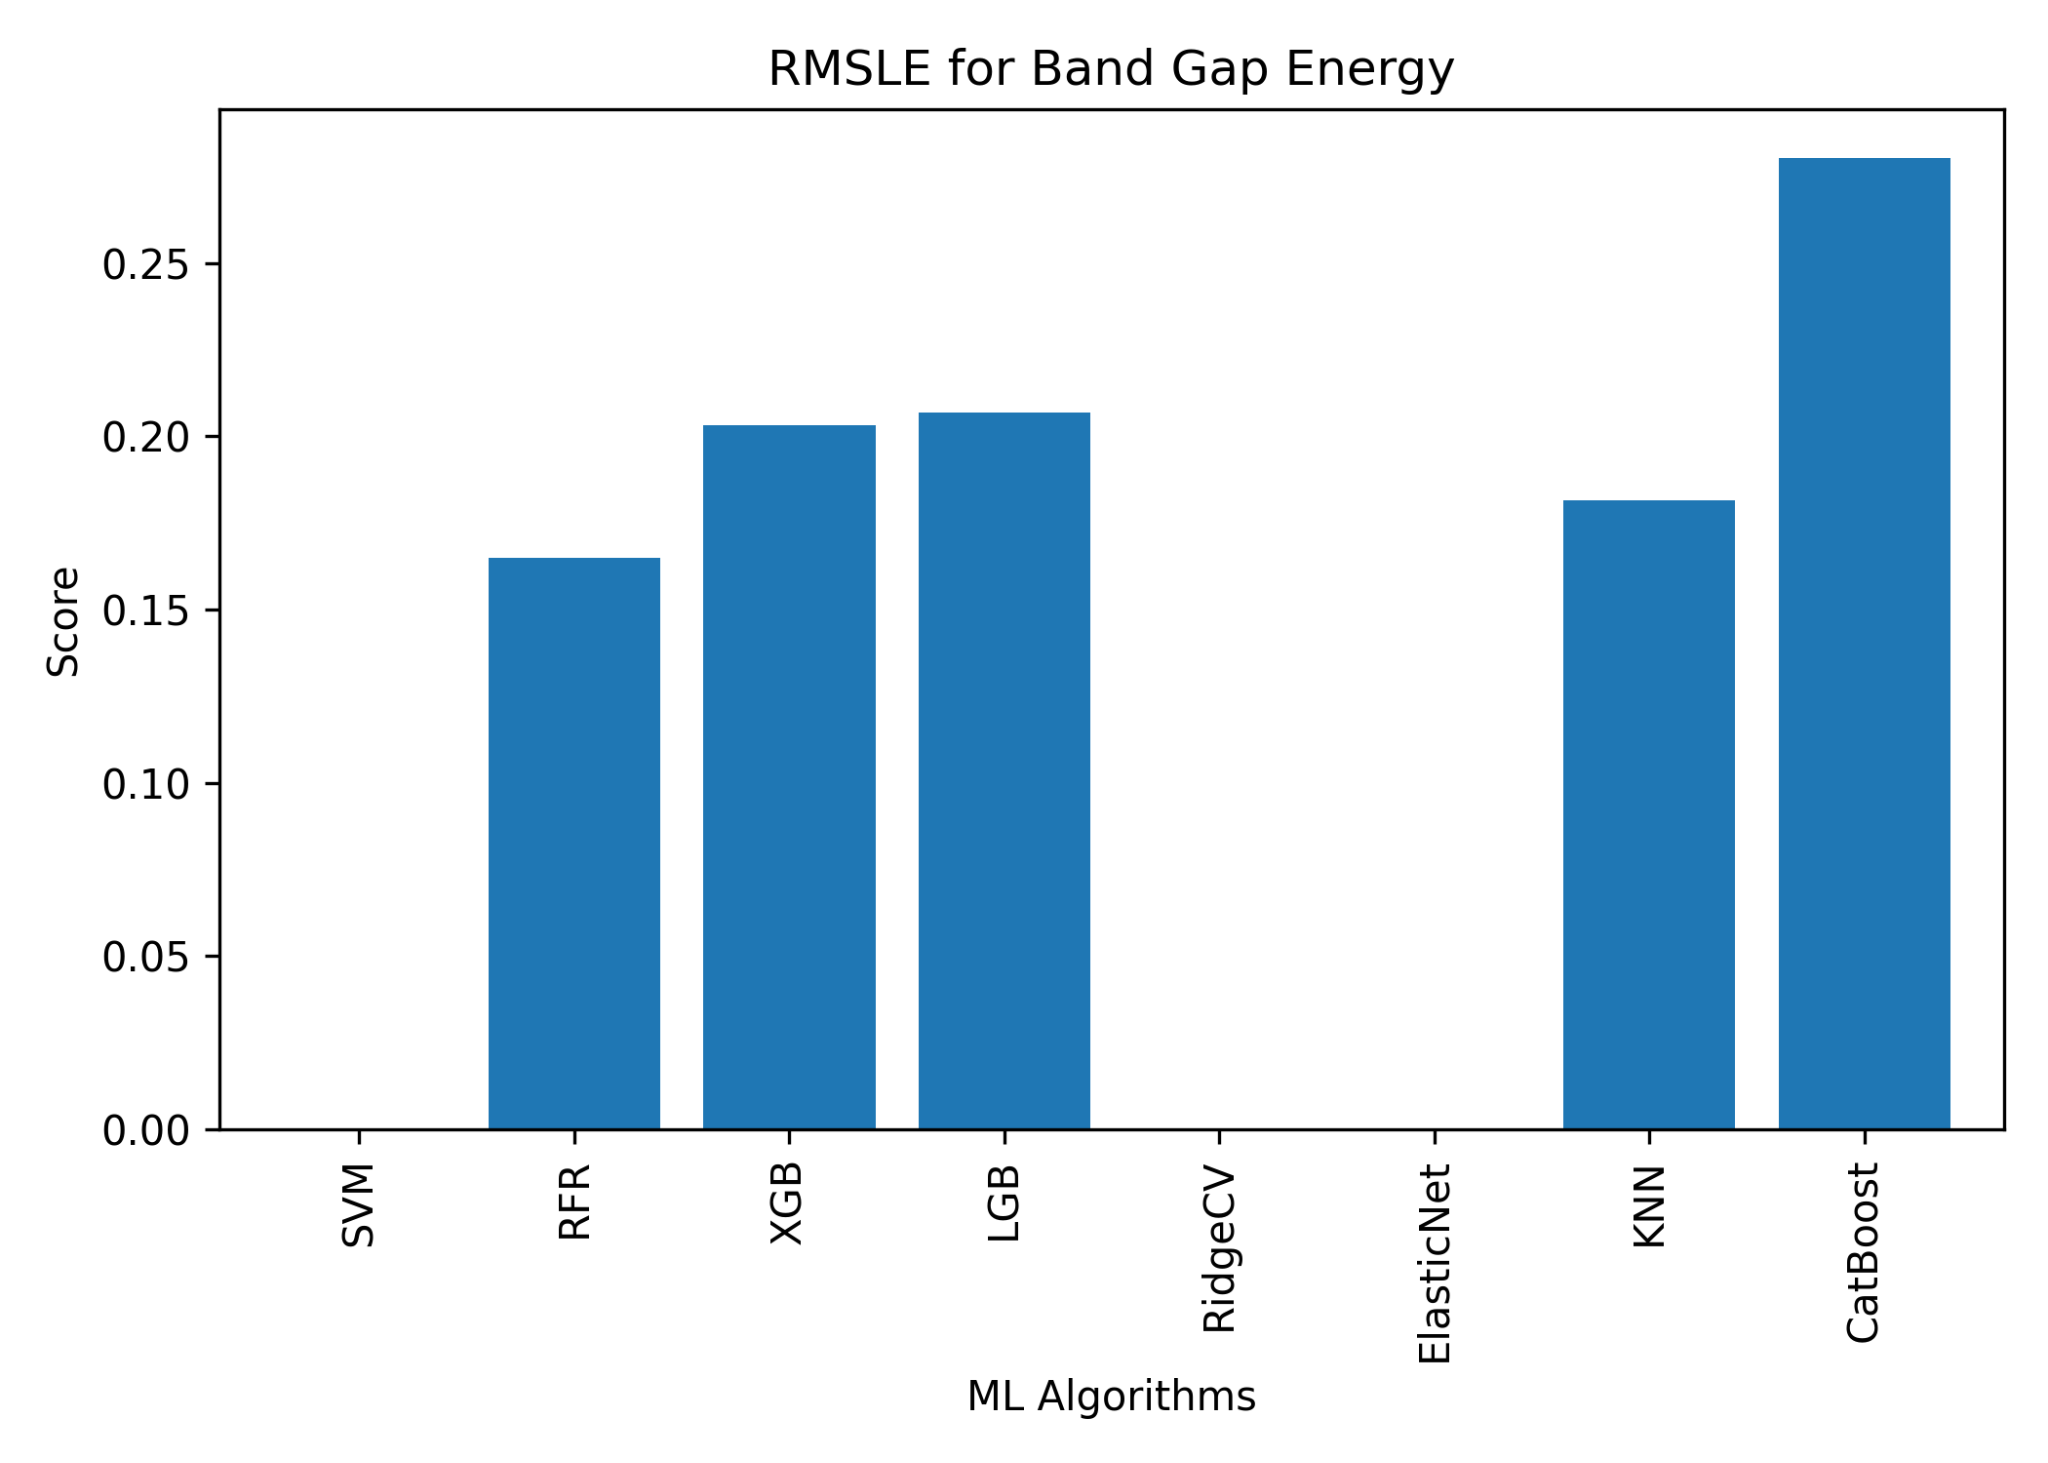 RMSLE for Band Gap Energy
Score
0.25
0.20
0.15
0.10
0.05
0.00
SVM
RFR
XGB
LGB
RidgeCV
ElasticNet
KNN
CatBoost
ML Algorithms